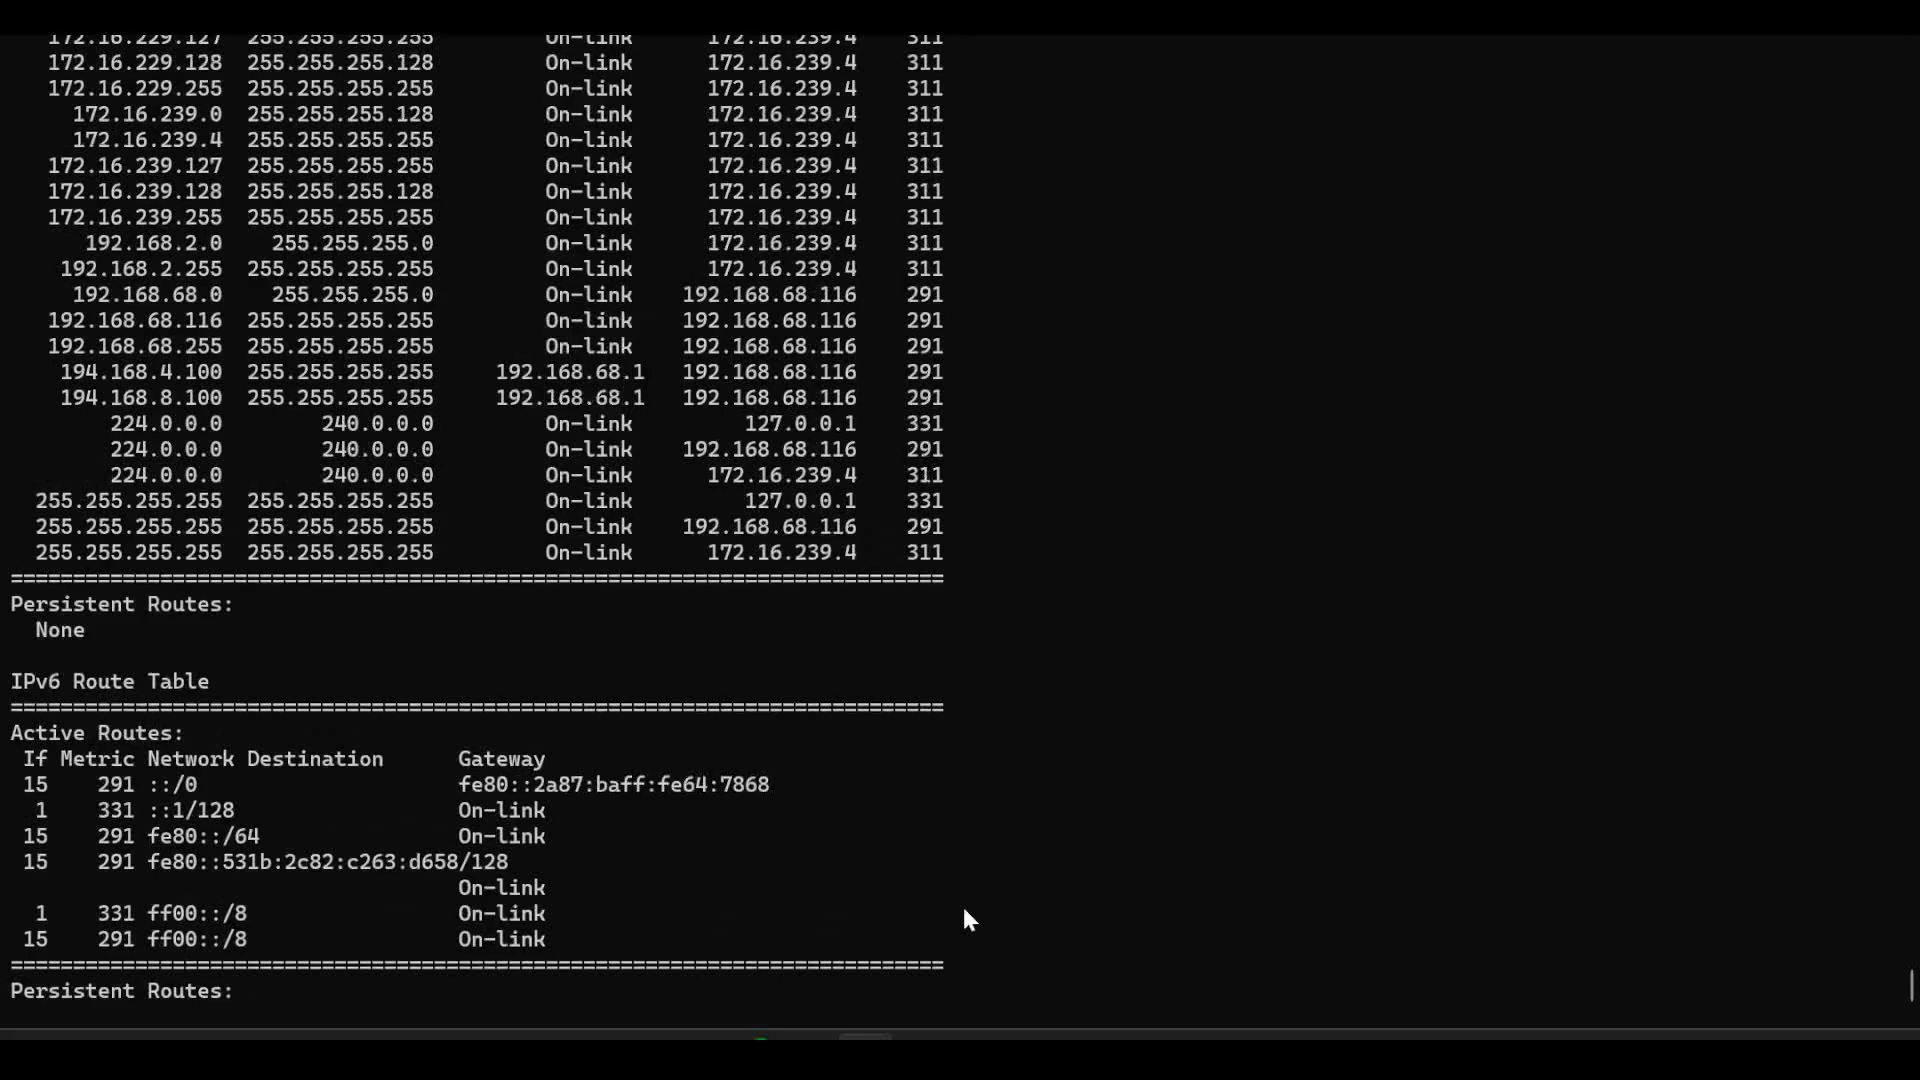 172.16.229.127 255.255.255.255 On-link 172.16.239.4 311
172.16.229.128 255.255.255.128 On-link 172.16.239.4 311
172.16.229.255 255.255.255.255 On-link 172.16.239.4 311
172.16.239.0 255.255.255.128 On-link 172.16.239.4 311
172.16.239.4 255.255.255.255 On-link 172.16.239.4 311
172.16.239.127 255.255.255.255 On-link 172.16.239.4 311
172.16.239.128 255.255.255.128 On-link 172.16.239.4 311
172.16.239.255 255.255.255.255 On-link 172.16.239.4 311
192.168.2.0 255.255.255.0 On-link 172.16.239.4 311
192.168.2.255 255.255.255.255 On-link 172.16.239.4 311
192.168.68.0 255.255.255.0 On-link 192.168.68.116 291
192.168.68.116 255.255.255.255 On-link 192.168.68.116 291
192.168.68.255 255.255.255.255 On-link 192.168.68.116 291
194.168.4.100 255.255.255.255 192.168.68.1 192.168.68.116 291
194.168.8.100 255.255.255.255 192.168.68.1 192.168.68.116 291
224.0.0.0 240.0.0.0 On-link 127.0.0.1 331
224.0.0.0 240.0.0.0 On-link 192.168.68.116 291
224.0.0.0 240.0.0.0 On-link 172.16.239.4 311
255.255.255.255 255.255.255.255 On-link 127.0.0.1 331
255.255.255.255 255.255.255.255 On-link 192.168.68.116 291
255.255.255.255 255.255.255.255 On-link 172.16.239.4 311
===========================================================================
Persistent Routes:
None
IPv6 Route Table
===========================================================================
Active Routes:
If Metric Network Destination Gateway
15 291 ::/0 fe80::2a87:baff:fe64:7868
1 331 ::1/128 On-link
15 291 fe80::/64 On-link
15 291 fe80::531b:2c82:c263:d658/128
On-link
1 331 ff00::/8 On-link
15 291 ff00::/8 On-link
===========================================================================
Persistent Routes: